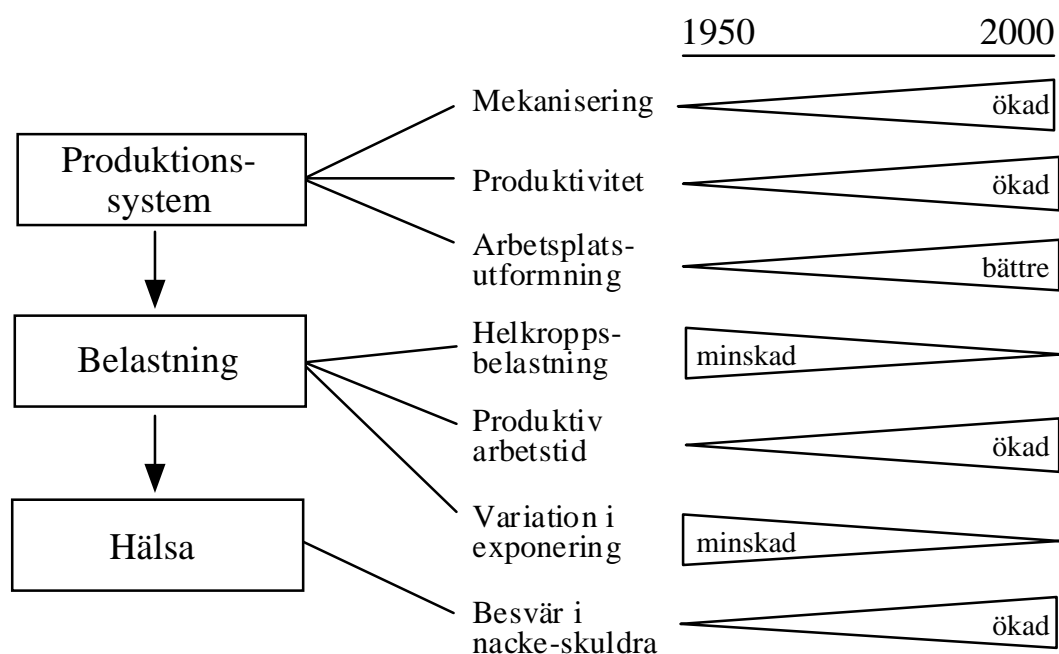 1950 2000
Mekanisering ökad
Produktions-
system
Produktivitet ökad
Arbetsplats-
utformning bättre
Belastning
Helkropps-
belastning minskad
Produktiv
arbetstid ökad
Variation i
exponering minskad
Hälsa
Besvär i
nacke-skuldra ökad